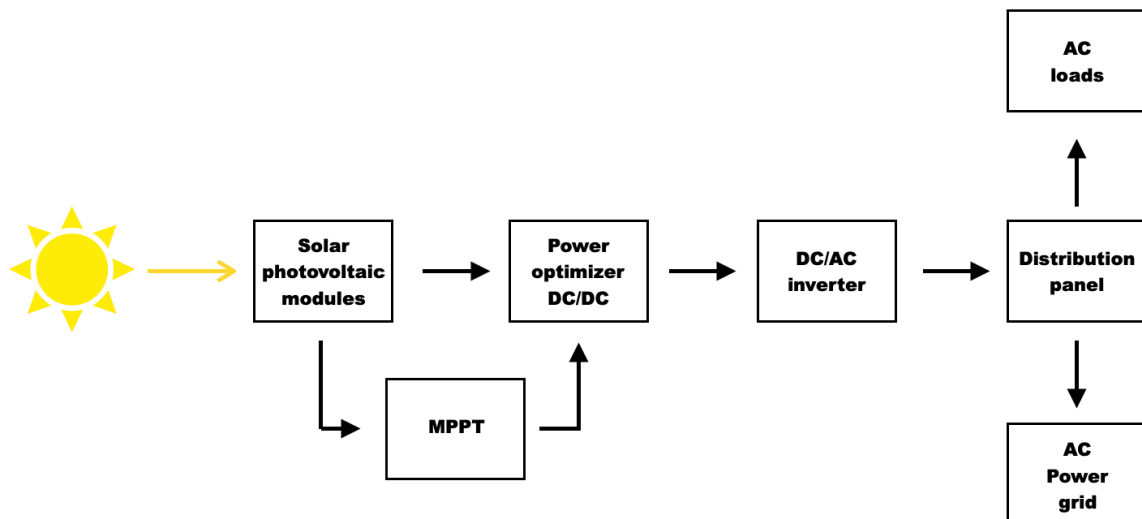 AC
loads
Solar
photovoltaic
modules
Power
optimizer
DC/DC
DC/AC
inverter
Distribution
panel
MPPT
AC
Power
grid